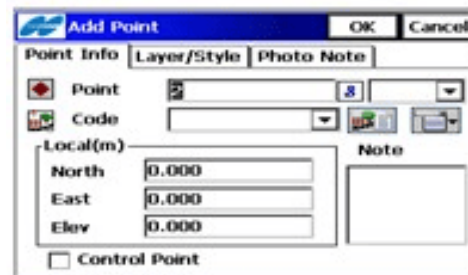 Add Point OK Cancel
Point Info Layer/Style Photo Note
Point 8
Code
Local(m) Note
North 0.000
East 0.000
Elev 0.000
Control Point